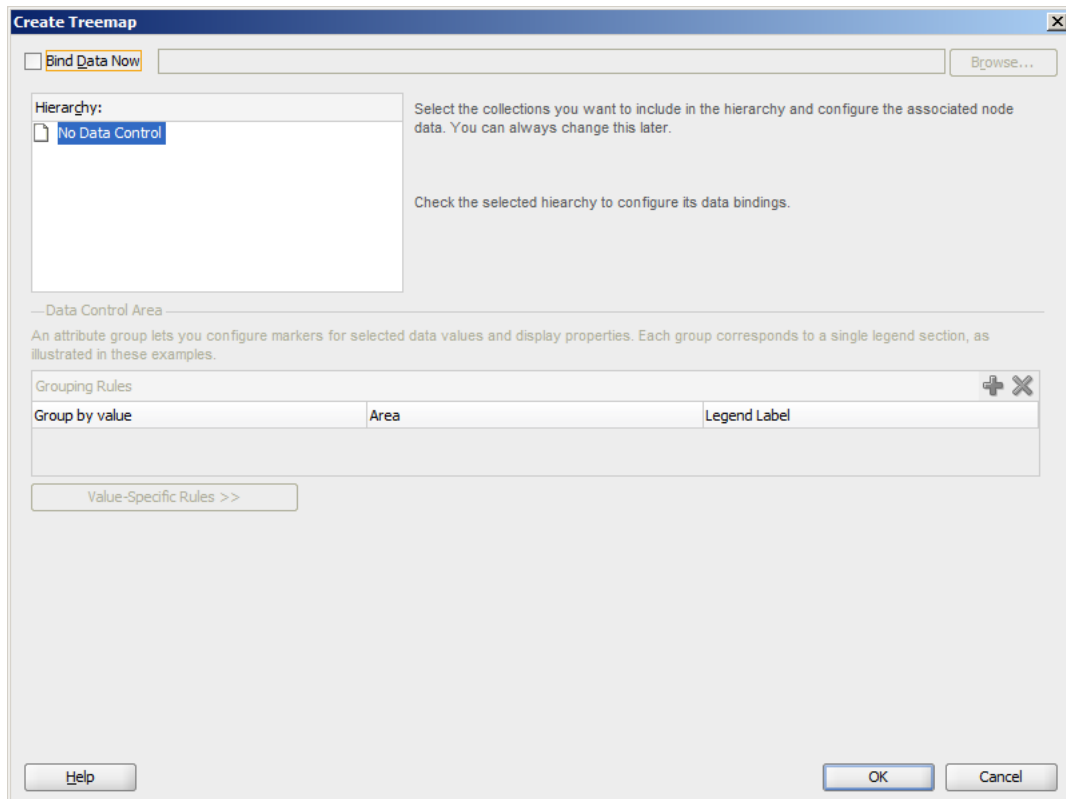 Create Treemap
Bind Data Now
Browse...
Hierarchy:
No Data Control
Select the collections you want to include in the hierarchy and configure the associated node
data. You can always change this later.
Check the selected hiearchy to configure its data bindings.
Data Control Area
An attribute group lets you configure markers for selected data values and display properties. Each group corresponds to a single legend section, as
illustrated in these examples.
Grouping Rules
Group by value Area Legend Label
Value-Specific Rules >>
Help OK Cancel